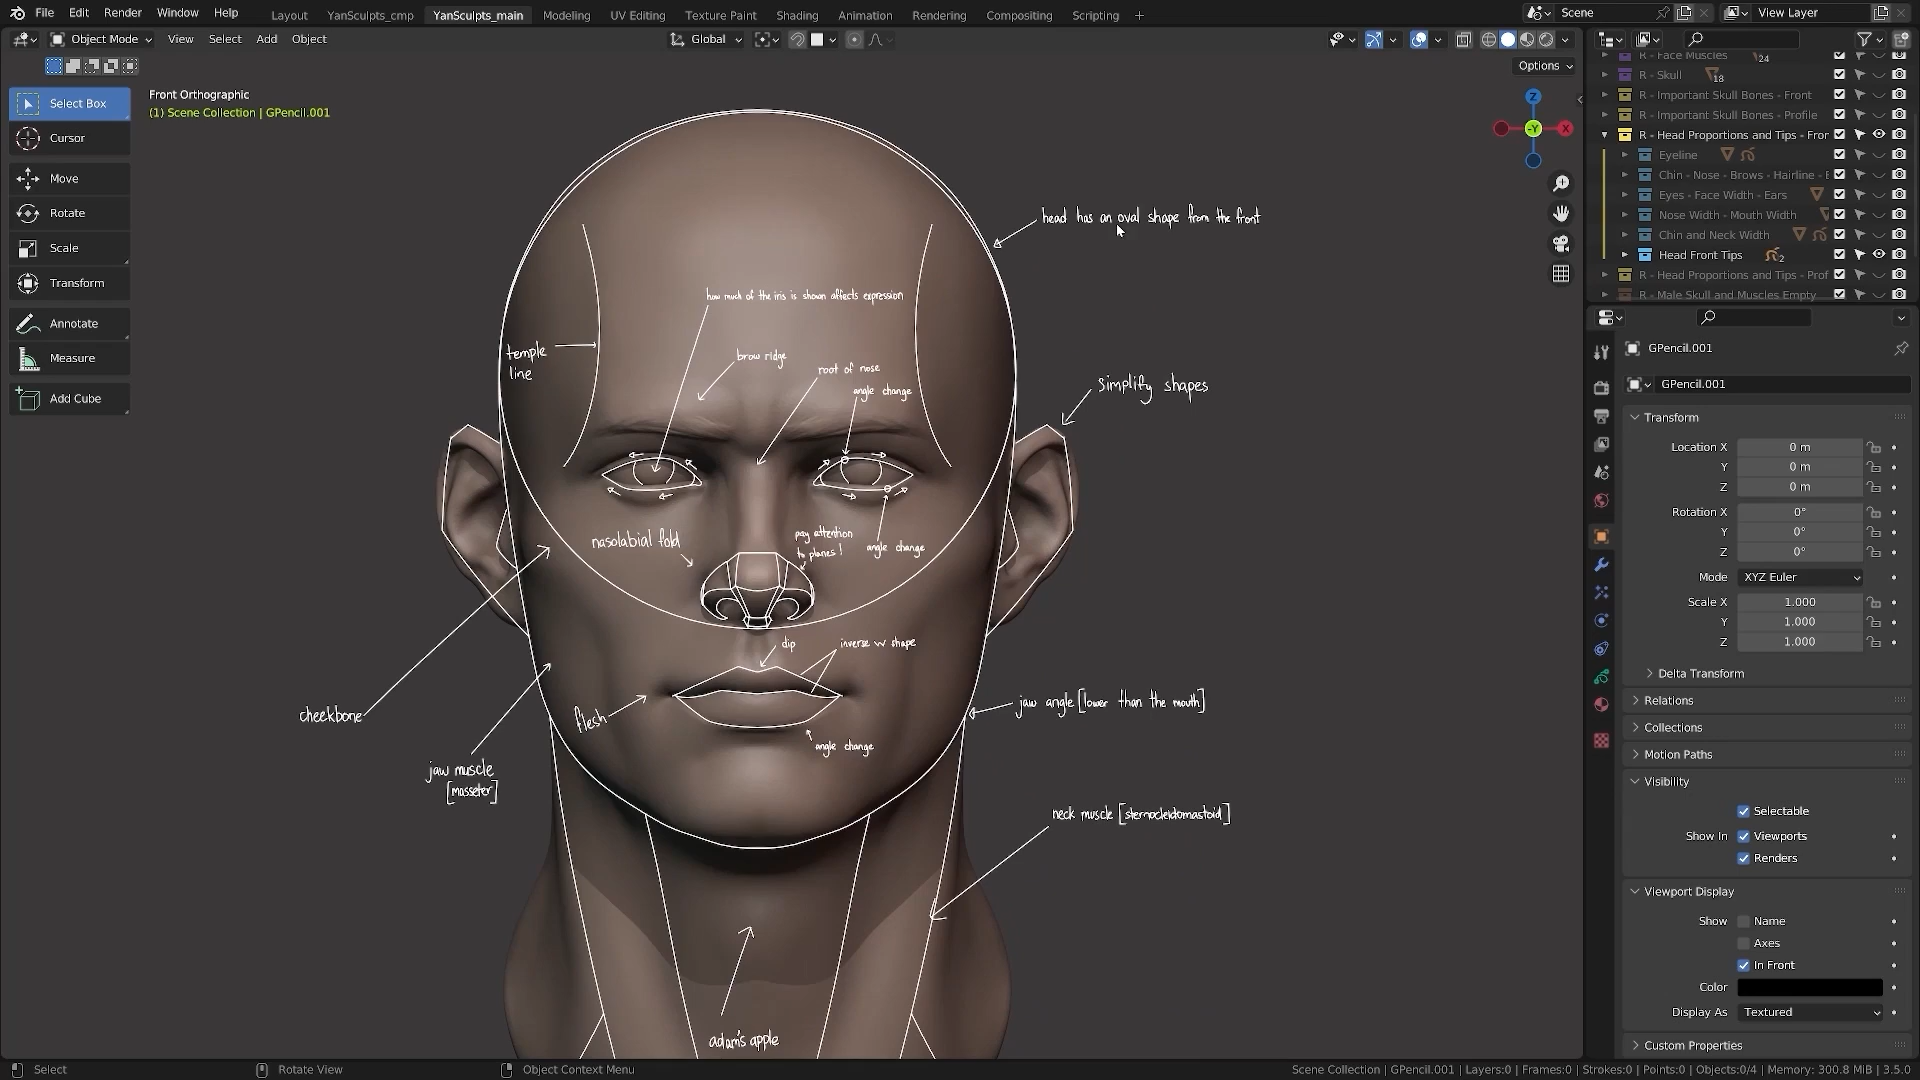 File Edit Render Window Help Layout YanSculpts_cmp YanSculpts_main Modeling UV Editing Texture Paint Sculpting Shading Animation Rendering Compositing Scripting + Scene View Layer
Object Mode View Select Add Object Global
Options
Select Box
Cursor
Move
Rotate
Scale
Transform
Annotate
Measure
Add Cube
Front Orthographic
(1) Scene Collection | GPencil.001
Z
-Y X
head has an oval shape from the front
how much of the iris is shown affects expression
temple
line
brow ridge
root of nose
angle change
Simplify shapes
nasolabial fold
pay attention
to planes!
angle change
dip
inverse w shape
cheekbone
flesh
jaw angle [lower than the mouth]
angle change
jaw muscle
[masseter]
neck muscle [sternocleidomastoid]
adam's apple
R - Face Muscles 24
R - Skull 18
R - Important Skull Bones - Front
R - Important Skull Bones - Profile
R - Head Proportions and Tips - Fror
Eyeline
Chin - Nose - Brows - Hairline - E
Eyes - Face Width - Ears
Nose Width - Mouth Width
Chin and Neck Width
Head Front Tips 2
R - Head Proportions and Tips - Prof
R - Male Skull and Muscles Empty
GPencil.001
GPencil.001
Transform
Location X 0 m
Y 0 m
Z 0 m
Rotation X 0°
Y 0°
Z 0°
Mode XYZ Euler
Scale X 1.000
Y 1.000
Z 1.000
Delta Transform
Relations
Collections
Motion Paths
Visibility
Selectable
Show In Viewports
Renders
Viewport Display
Show Name
Axes
In Front
Color
Display As Textured
Custom Properties
Select Rotate View Object Context Menu Scene Collection | GPencil.001 | Layers:0 | Frames:0 | Strokes:0 | Points:0 | Objects:0/4 | Memory: 300.8 MiB | 3.5.0